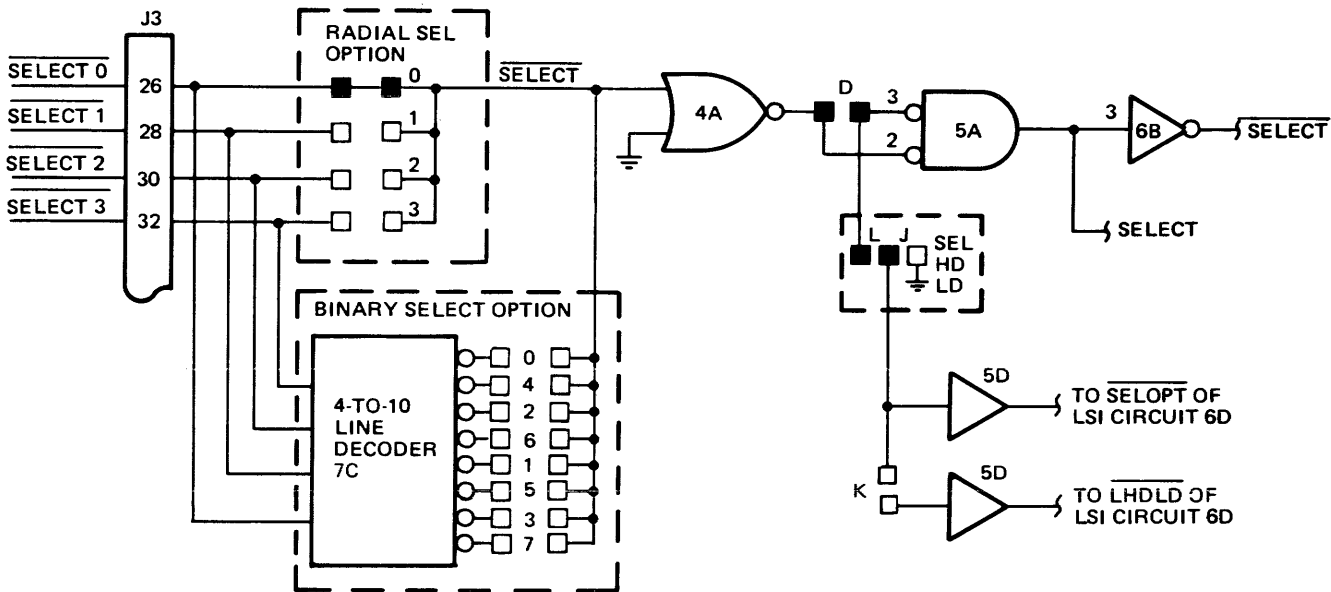 J3
RADIAL SEL
OPTION
SELECT 0
26
0
SELECT
SELECT 1
28
1
SELECT 2
30
2
SELECT 3
32
3
4A
D
3
2
5A
3
6B
SELECT
SELECT
L J
SEL
HD
LD
BINARY SELECT OPTION
4-TO-10
LINE
DECODER
7C
0
4
2
6
1
5
3
7
5D
TO SELOPT OF
LSI CIRCUIT 6D
K
5D
TO LHDLD OF
LSI CIRCUIT 6D